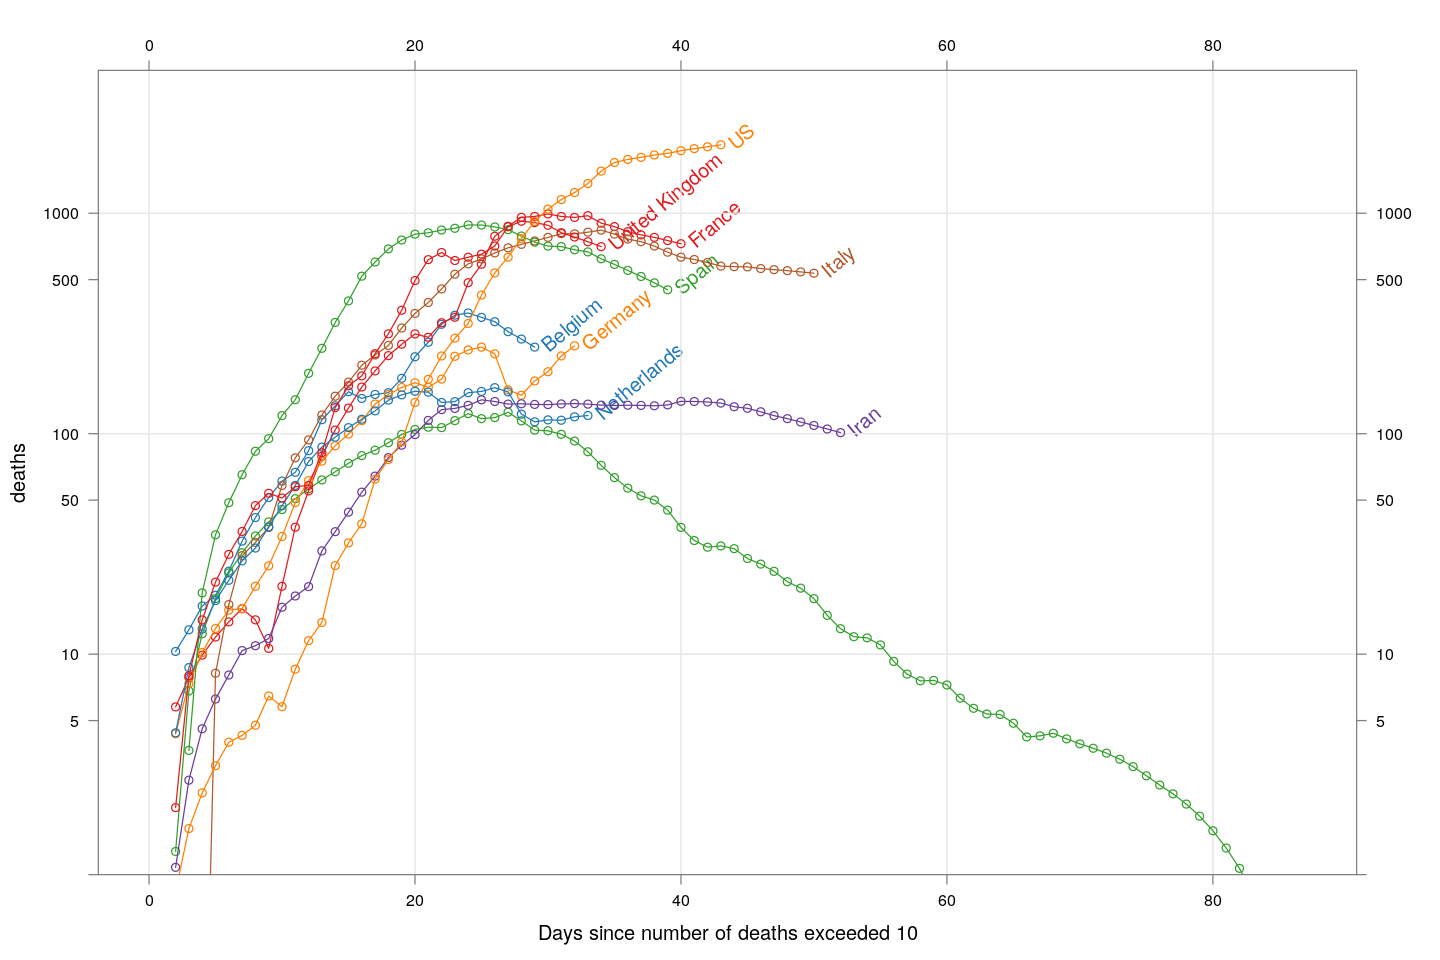 0 20 40 60 80
US
United Kingdom
1000 France 1000
Italy
500 Spain 500
Belgium
Germany
Netherlands
100 Iran 100
deaths
50 50
10 10
5 5
0 20 40 60 80
Days since number of deaths exceeded 10